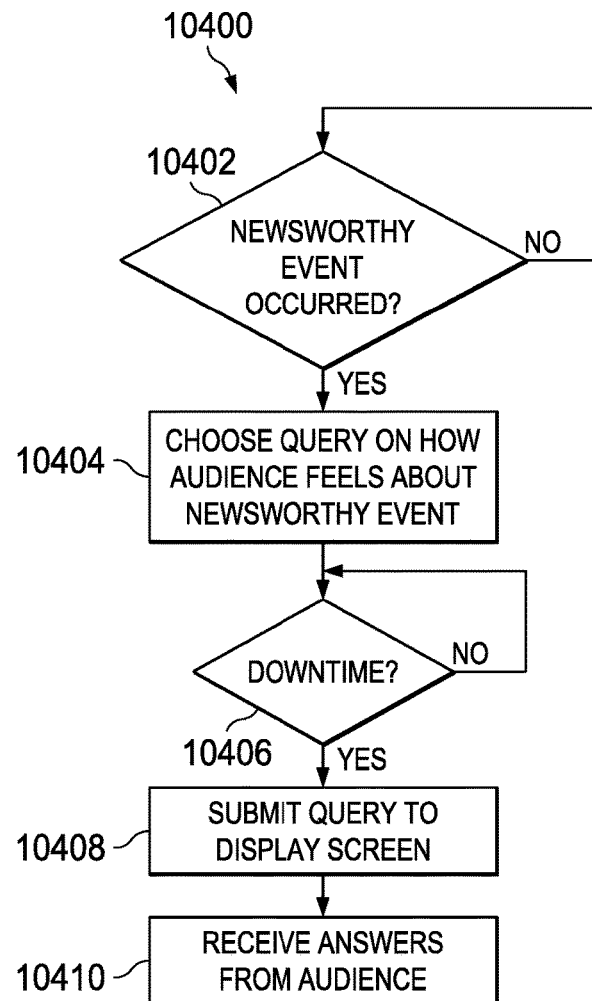 10400
10402
NEWSWORTHY
EVENT
OCCURRED?
NO
YES
10404
CHOOSE QUERY ON HOW
AUDIENCE FEELS ABOUT
NEWSWORTHY EVENT
DOWNTIME?
NO
10406
YES
10408
SUBMIT QUERY TO
DISPLAY SCREEN
10410
RECEIVE ANSWERS
FROM AUDIENCE